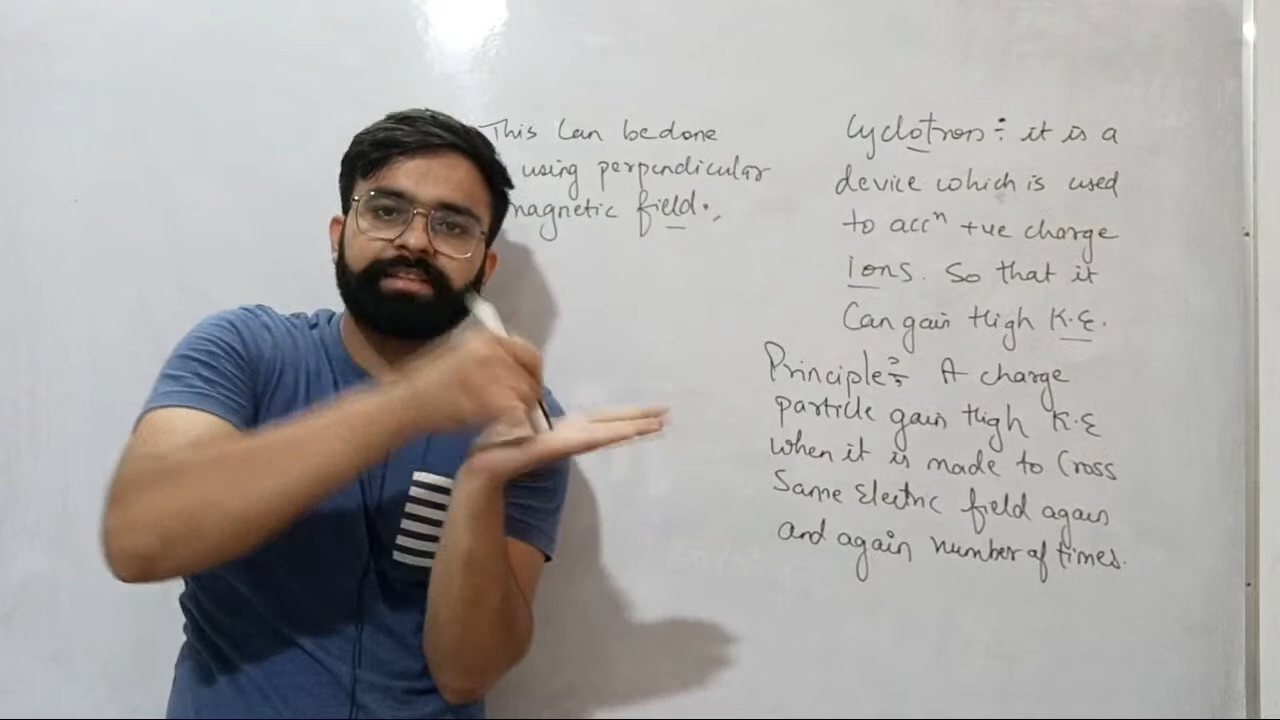 This Can be done
using perpendicular
magnetic field.
Cyclotron ÷ it is a
device which is used
to accⁿ +ve charge
ions. So that it
Can gain High K.E.
Principle ÷ A charge
particle gain High K.E
when it is made to Cross
Same Electric field again
and again number of times.